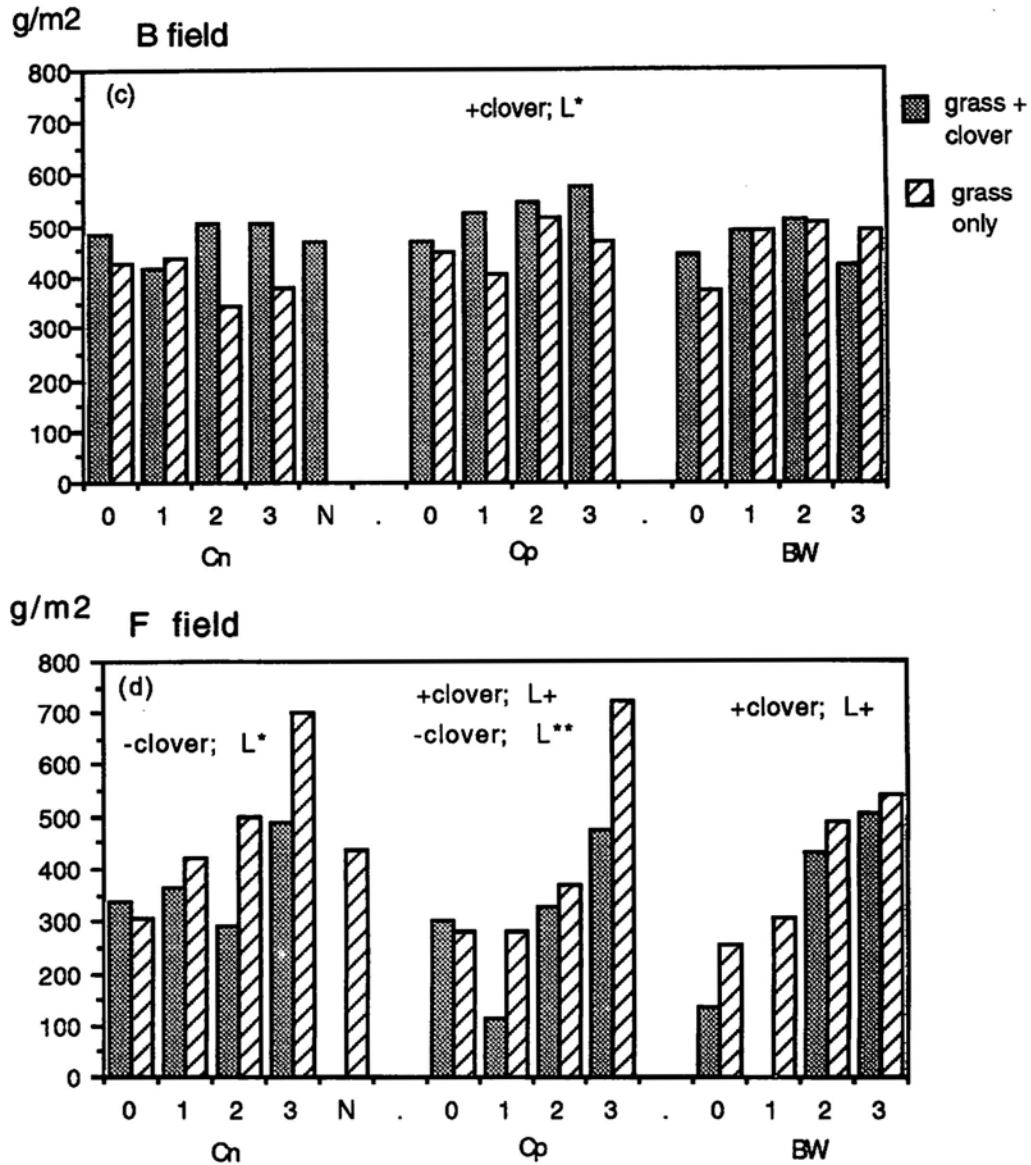 g/m2
B field
800
700
600
500
400
300
200
100
0
(c)
+clover; L*
grass +
clover
grass
only
0 1 2 3 N . 0 1 2 3 . 0 1 2 3
Cn Cp BW
g/m2
F field
800
700
600
500
400
300
200
100
0
(d)
-clover; L*
+clover; L+
-clover; L**
+clover; L+
0 1 2 3 N . 0 1 2 3 . 0 1 2 3
Cn Cp BW